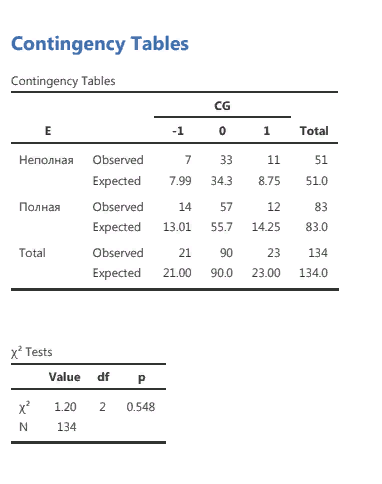 Contingency Tables
Contingency Tables
CG
E -1 0 1 Total
Неполная Observed 7 33 11 51
Expected 7.99 34.3 8.75 51.0
Полная Observed 14 57 12 83
Expected 13.01 55.7 14.25 83.0
Total Observed 21 90 23 134
Expected 21.00 90.0 23.00 134.0
χ² Tests
Value df p
χ² 1.20 2 0.548
N 134